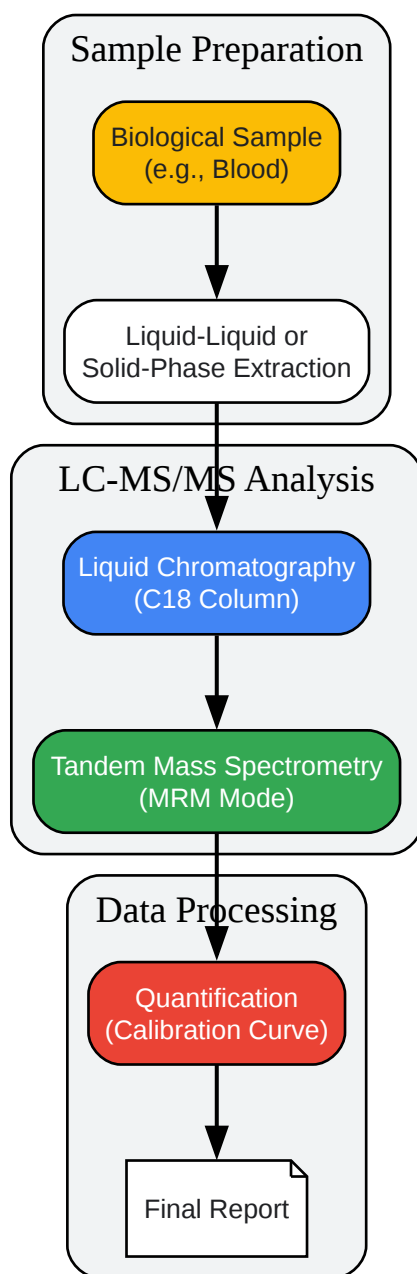 Sample Preparation
Biological Sample
(e.g., Blood)
Liquid-Liquid or
Solid-Phase Extraction
LC-MS/MS Analysis
Liquid Chromatography
(C18 Column)
Tandem Mass Spectrometry
(MRM Mode)
Data Processing
Quantification
(Calibration Curve)
Final Report